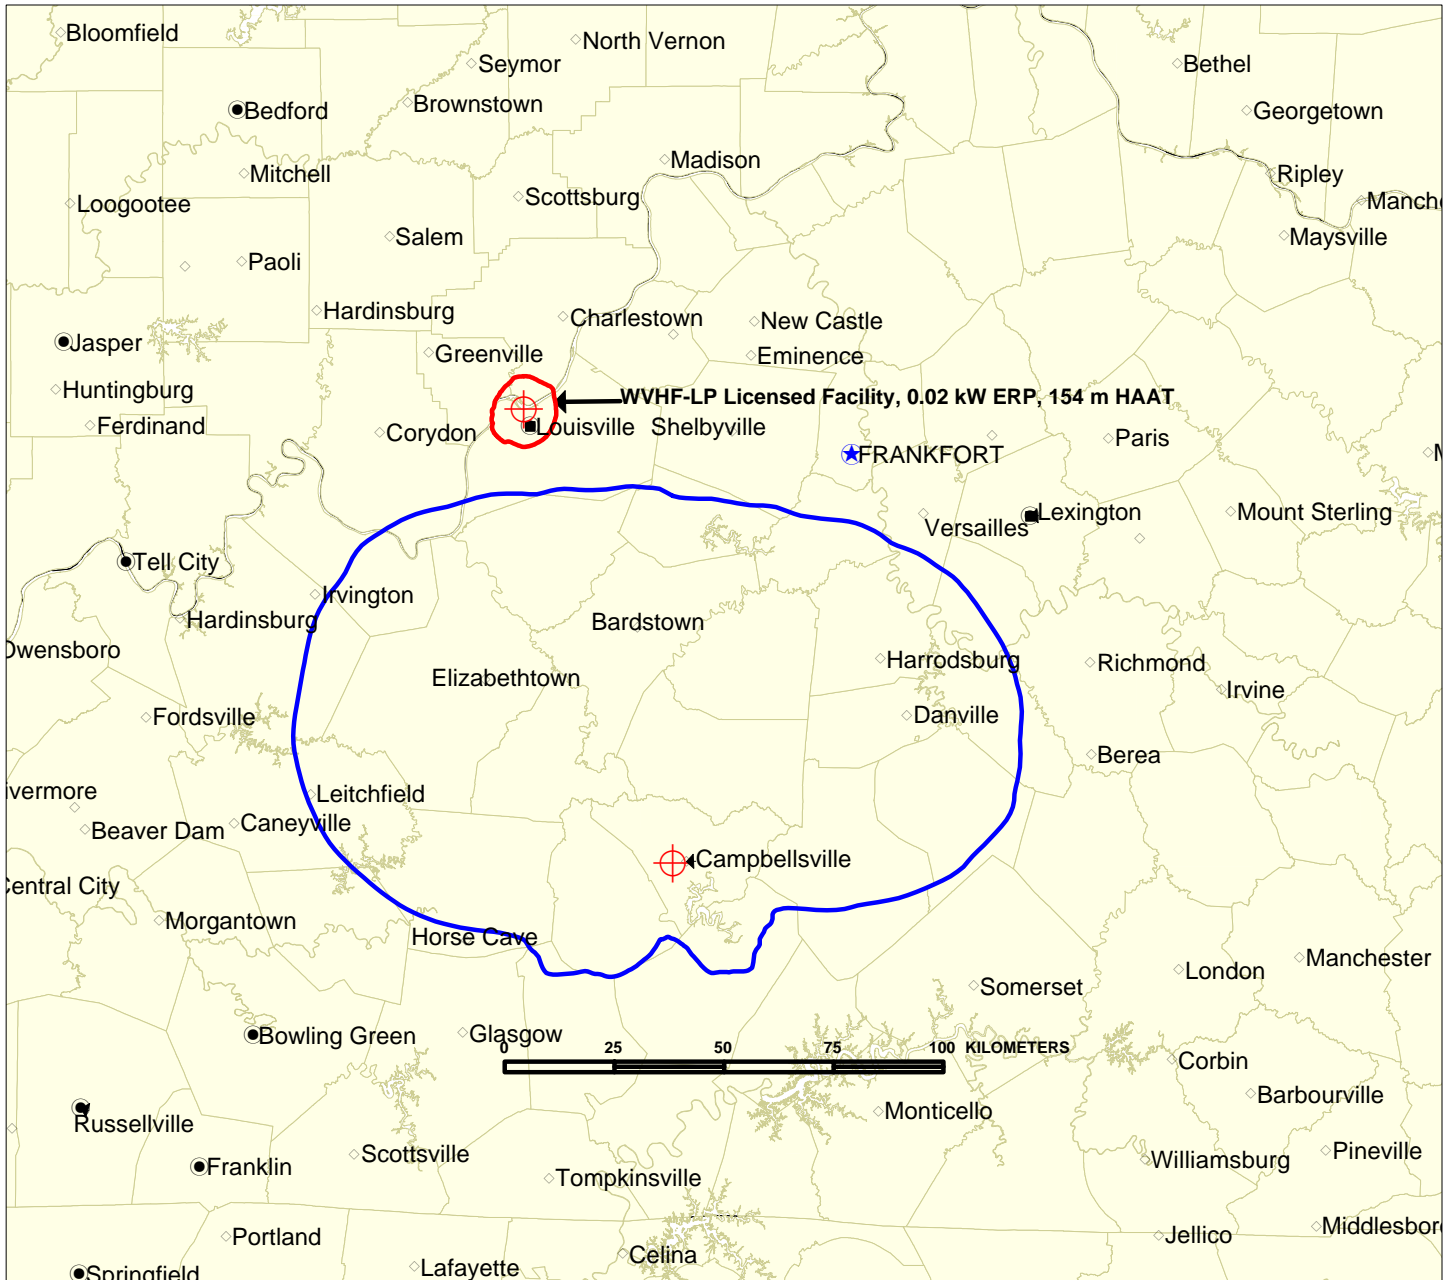 Bloomfield
North Vernon
Seymor
Bethel
Bedford
Brownstown
Georgetown
Madison
Mitchell
Ripley
Scottsburg
Loogootee
Manche
Salem
Maysville
Paoli
Hardinsburg
Charlestown
New Castle
Jasper
Greenville
Eminence
Huntingburg
WVHF-LP Licensed Facility, 0.02 kW ERP, 154 m HAAT
Ferdinand
Corydon
Louisville
Shelbyville
Paris
FRANKFORT
M
Lexington
Mount Sterling
Versailles
Tell City
Irvington
Hardinsburg
Bardstown
Owensboro
Harrodsburg
Richmond
Elizabethtown
Irvine
Fordsville
Danville
Berea
ivermore
Leitchfield
Beaver Dam
Caneyville
Campbellsville
Central City
Morgantown
Horse Cave
London
Manchester
Somerset
Bowling Green
Glasgow
0 25 50 75 100 KILOMETERS
Corbin
Barbourville
Russellville
Monticello
Scottsville
Pineville
Franklin
Williamsburg
Tompkinsville
Portland
Jellico
Middlesboro
Celina
Lafayette
Springfield